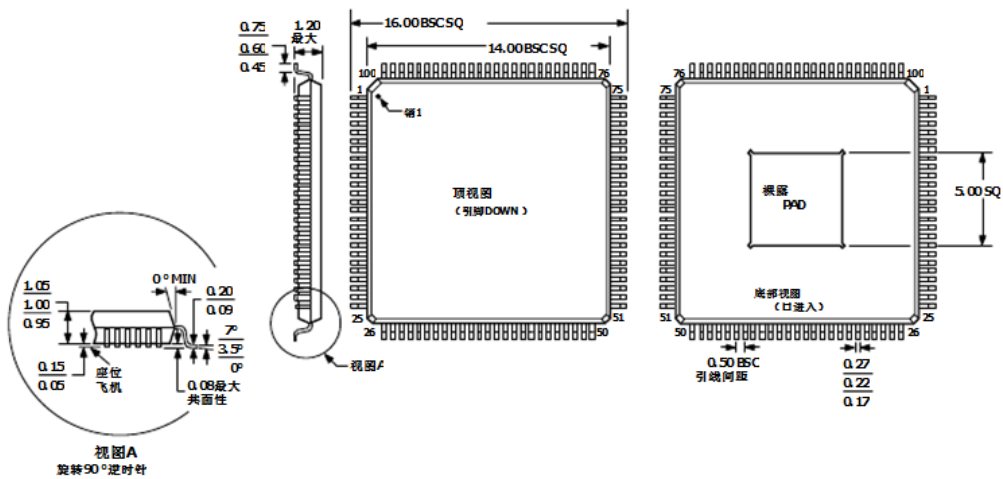 0.75
0.60
0.45
1.20
最大
16.00BSCSQ
14.00BSCSQ
100
76
1
75
销1
顶视图
（引脚DOWN）
25
51
26
50
视图A
76
100
75
1
裸露
PAD
5.00SQ
底部视图
（口进入）
51
25
50
26
0.50BSC
引线间距
0.27
0.22
0.17
1.05
1.00
0.95
0°MIN
0.20
0.09
7°
3.5°
0°
0.15
0.05
座位
飞机
0.08最大
共面性
视图A
旋转90°逆时针